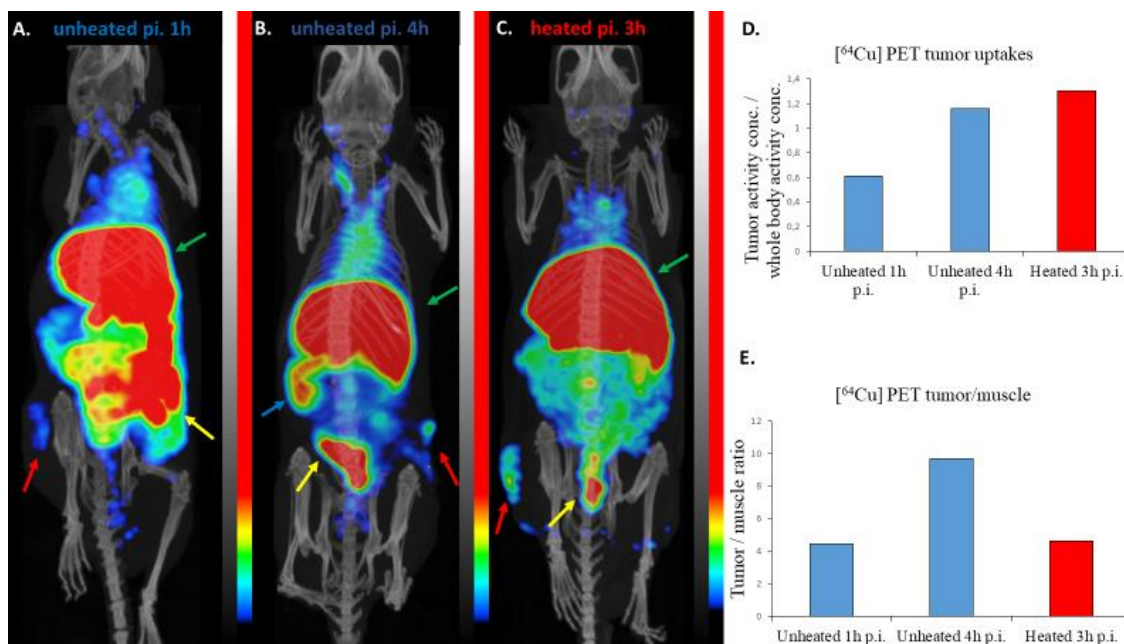 A. unheated pi. 1h
B. unheated pi. 4h
C. heated pi. 3h
D.
[⁶⁴Cu] PET tumor uptakes
Tumor activity conc. /
whole body activity conc.
1,4
1,2
1
0,8
0,6
0,4
0,2
0
Unheated 1h
p.i.
Unheated 4h
p.i.
Heated 3h p.i.
E.
[⁶⁴Cu] PET tumor/muscle
Tumor / muscle ratio
12
10
8
6
4
2
0
Unheated 1h p.i.
Unheated 4h p.i.
Heated 3h p.i.